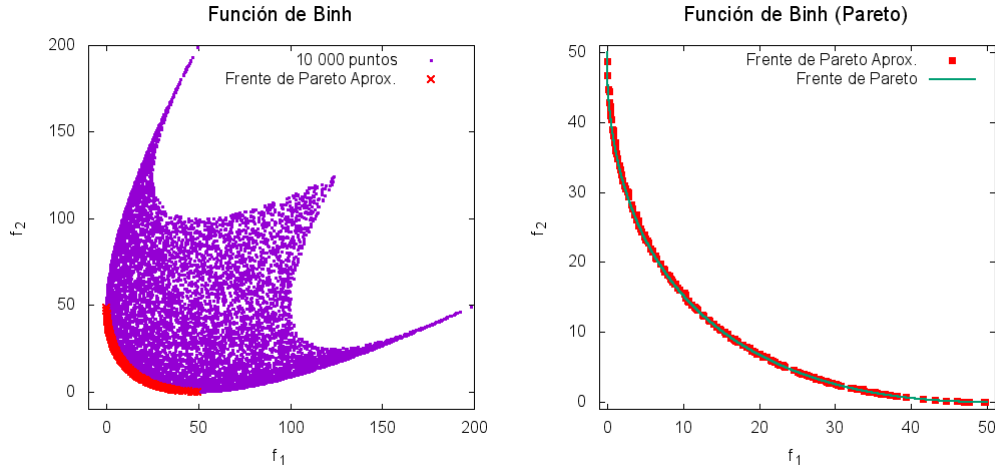 Función de Binh
200
150
100
50
0
0
50
100
150
200
f2
f1
10 000 puntos
Frente de Pareto Aprox.
Función de Binh (Pareto)
50
40
30
20
10
0
0
10
20
30
40
50
f2
f1
Frente de Pareto Aprox.
Frente de Pareto